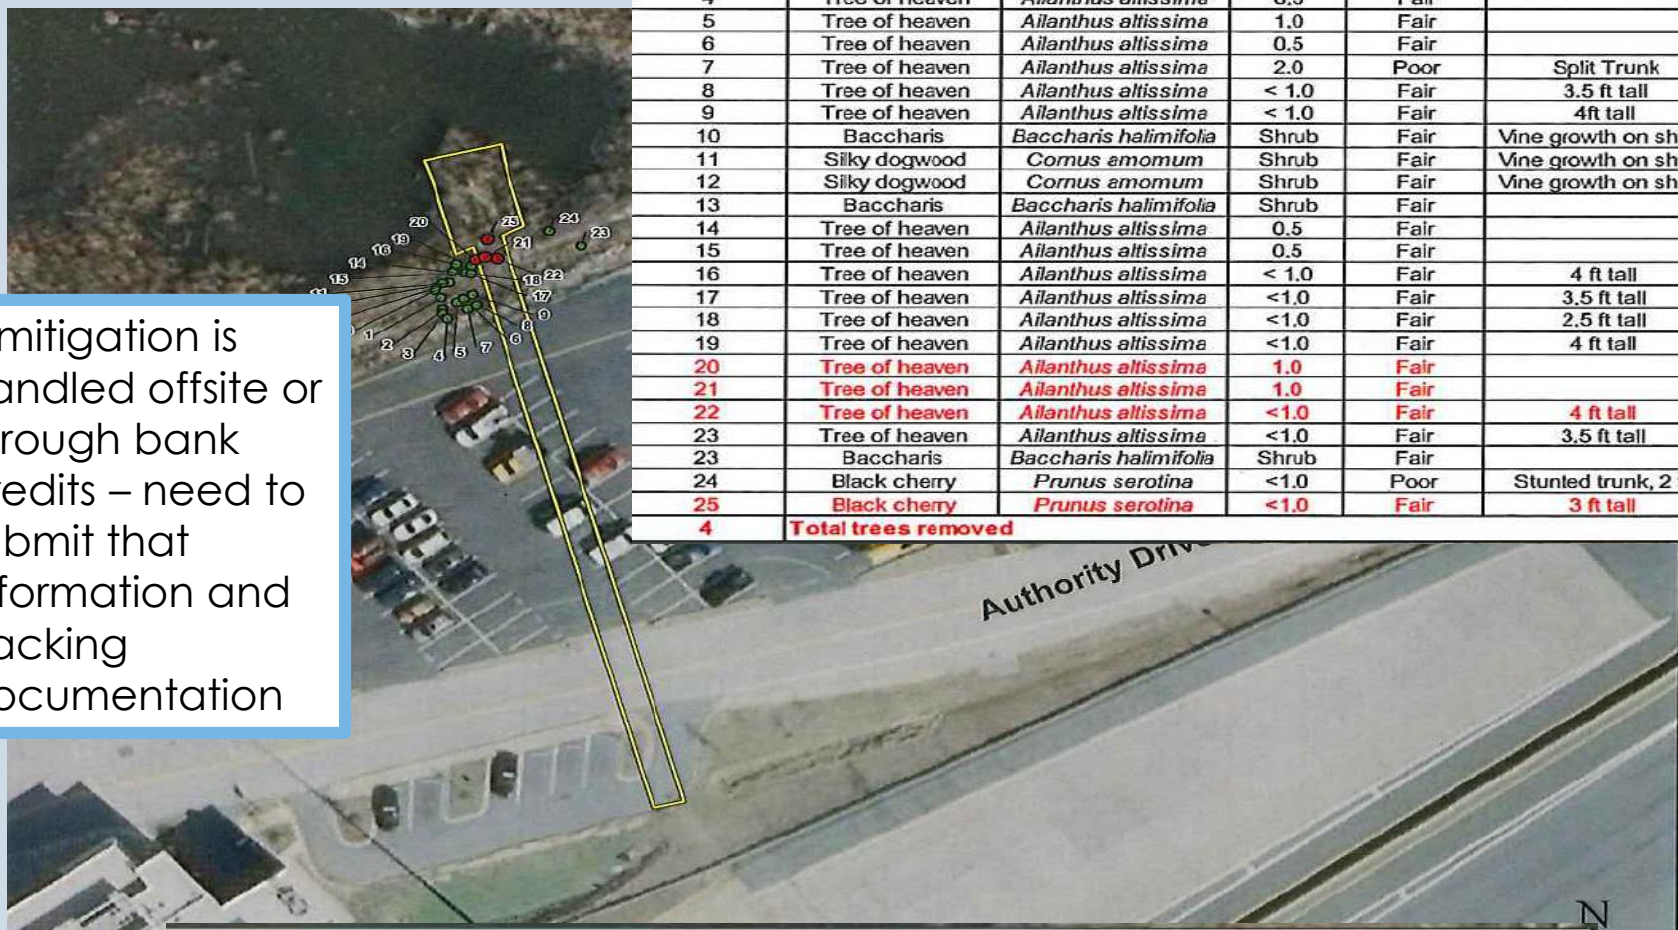 4 Tree of heaven Ailanthus altissima 0.5 Fair
5 Tree of heaven Ailanthus altissima 1.0 Fair
6 Tree of heaven Ailanthus altissima 0.5 Fair
7 Tree of heaven Ailanthus altissima 2.0 Poor Split Trunk
8 Tree of heaven Ailanthus altissima < 1.0 Fair 3.5 ft tall
9 Tree of heaven Ailanthus altissima < 1.0 Fair 4ft tall
10 Baccharis Baccharis halimifolia Shrub Fair Vine growth on sh
11 Silky dogwood Cornus amomum Shrub Fair Vine growth on sh
12 Silky dogwood Cornus amomum Shrub Fair Vine growth on sh
13 Baccharis Baccharis halimifolia Shrub Fair
14 Tree of heaven Ailanthus altissima 0.5 Fair
15 Tree of heaven Ailanthus altissima 0.5 Fair
16 Tree of heaven Ailanthus altissima < 1.0 Fair 4 ft tall
17 Tree of heaven Ailanthus altissima <1.0 Fair 3.5 ft tall
18 Tree of heaven Ailanthus altissima <1.0 Fair 2.5 ft tall
19 Tree of heaven Ailanthus altissima <1.0 Fair 4 ft tall
20 Tree of heaven Ailanthus altissima 1.0 Fair
21 Tree of heaven Ailanthus altissima 1.0 Fair
22 Tree of heaven Ailanthus altissima <1.0 Fair 4 ft tall
23 Tree of heaven Ailanthus altissima <1.0 Fair 3.5 ft tall
23 Baccharis Baccharis halimifolia Shrub Fair
24 Black cherry Prunus serotina <1.0 Poor Stunted trunk, 2
25 Black cherry Prunus serotina <1.0 Fair 3 ft tall
4 Total trees removed
20 25 24
19 21 23
16
14
15 18 22
17
1 9
2 8
3 4 5 7 6
mitigation is
andled offsite or
rough bank
redits – need to
bmit that
formation and
acking
ocumentation
Authority Drive
N